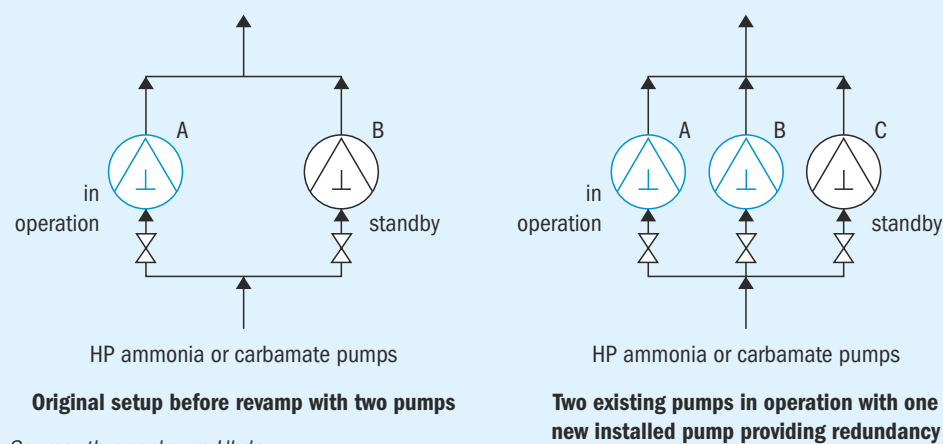 A
B
in
operation
standby
HP ammonia or carbamate pumps
Original setup before revamp with two pumps
A
B
C
in
operation
standby
HP ammonia or carbamate pumps
Two existing pumps in operation with one
new installed pump providing redundancy